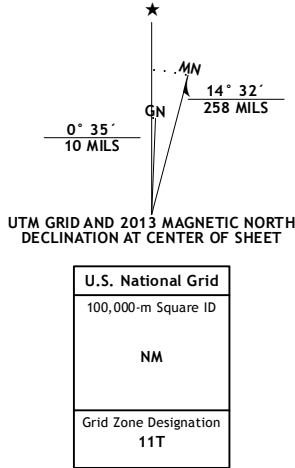 ★
MN
GN
14° 32´
258 MILS
0° 35´
10 MILS
UTM GRID AND 2013 MAGNETIC NORTH
DECLINATION AT CENTER OF SHEET
U.S. National Grid
100,000-m Square ID
NM
Grid Zone Designation
11T